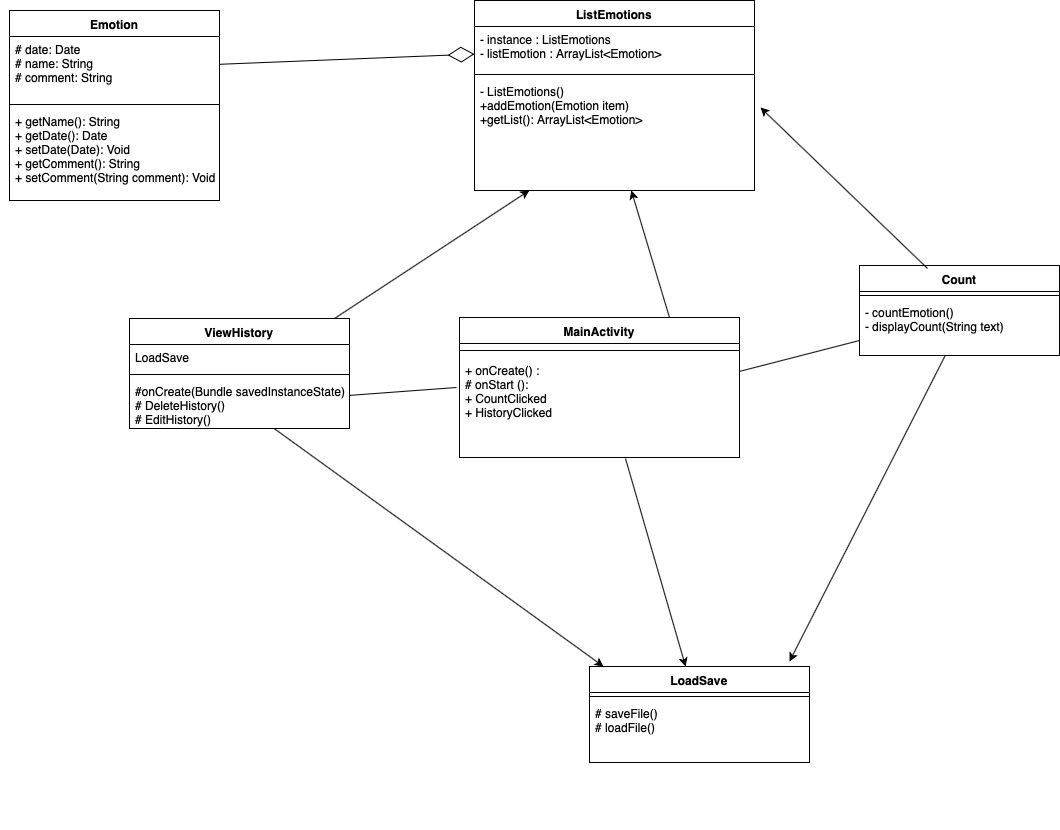 Emotion
# date: Date
# name: String
# comment: String
+ getName(): String
+ getDate(): Date
+ setDate(Date): Void
+ getComment(): String
+ setComment(String comment): Void
ListEmotions
- instance : ListEmotions
- listEmotion : ArrayList<Emotion>
- ListEmotions()
+addEmotion(Emotion item)
+getList(): ArrayList<Emotion>
Count
- countEmotion()
- displayCount(String text)
ViewHistory
LoadSave
#onCreate(Bundle savedInstanceState)
# DeleteHistory()
# EditHistory()
MainActivity
+ onCreate() :
# onStart ():
+ CountClicked
+ HistoryClicked
LoadSave
# saveFile()
# loadFile()